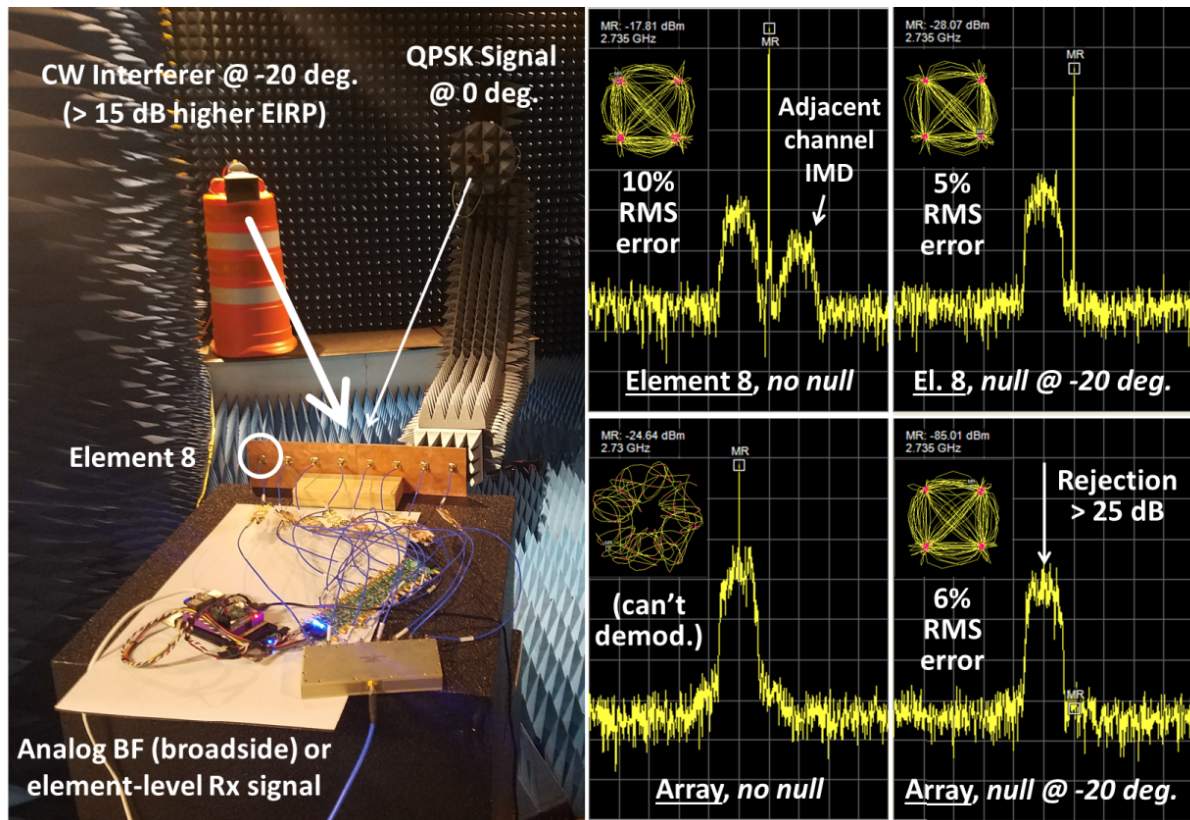 CW Interferer @ -20 deg.
(> 15 dB higher EIRP)
QPSK Signal
@ 0 deg.
Element 8
Analog BF (broadside) or
element-level Rx signal
MR: -17.81 dBm
2.735 GHz
MR
Adjacent
channel
IMD
10%
RMS
error
Element 8, no null
MR: -28.07 dBm
2.735 GHz
MR
5%
RMS
error
El. 8, null @ -20 deg.
MR: -24.64 dBm
2.73 GHz
MR
(can't
demod.)
Array, no null
MR: -85.01 dBm
2.735 GHz
Rejection
> 25 dB
6%
RMS
error
MR
Array, null @ -20 deg.